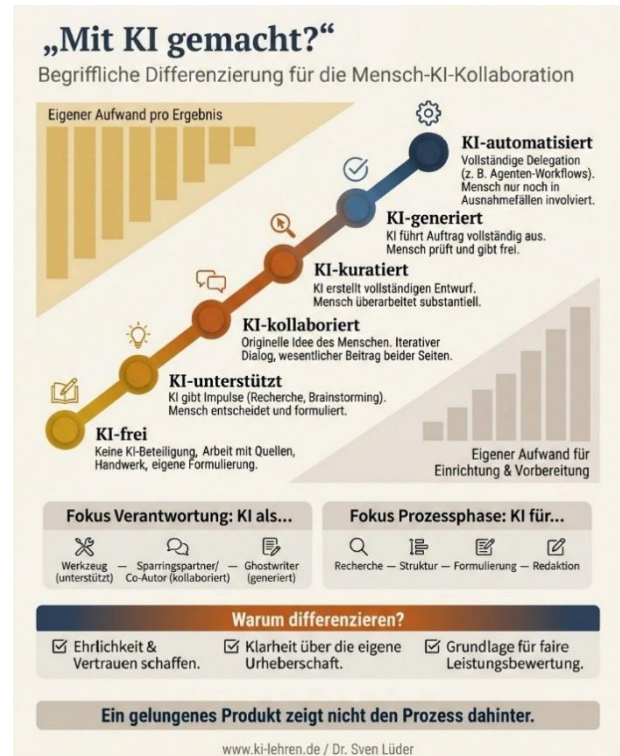 „Mit KI gemacht?“
Begriffliche Differenzierung für die Mensch-KI-Kollaboration
Eigener Aufwand pro Ergebnis
KI-automatisiert
Vollständige Delegation
(z. B. Agenten-Workflows).
Mensch nur noch in
Ausnahmefällen involviert.
KI-generiert
KI führt Auftrag vollständig aus.
Mensch prüft und gibt frei.
KI-kuratiert
KI erstellt vollständigen Entwurf.
Mensch überarbeitet substantiell.
KI-kollaboriert
Originelle Idee des Menschen. Iterativer
Dialog, wesentlicher Beitrag beider Seiten.
KI-unterstützt
KI gibt Impulse (Recherche, Brainstorming).
Mensch entscheidet und formuliert.
KI-frei
Keine KI-Beteiligung, Arbeit mit Quellen,
Handwerk, eigene Formulierung.
Eigener Aufwand für
Einrichtung & Vorbereitung
Fokus Verantwortung: KI als...
Werkzeug — Sparringspartner/ — Ghostwriter
(unterstützt) Co-Autor (kollaboriert) (generiert)
Fokus Prozessphase: KI für...
Recherche — Struktur — Formulierung — Redaktion
Warum differenzieren?
Ehrlichkeit &
Vertrauen schaffen.
Klarheit über die eigene
Urheberschaft.
Grundlage für faire
Leistungsbewertung.
Ein gelungenes Produkt zeigt nicht den Prozess dahinter.
www.ki-lehren.de / Dr. Sven Lüder